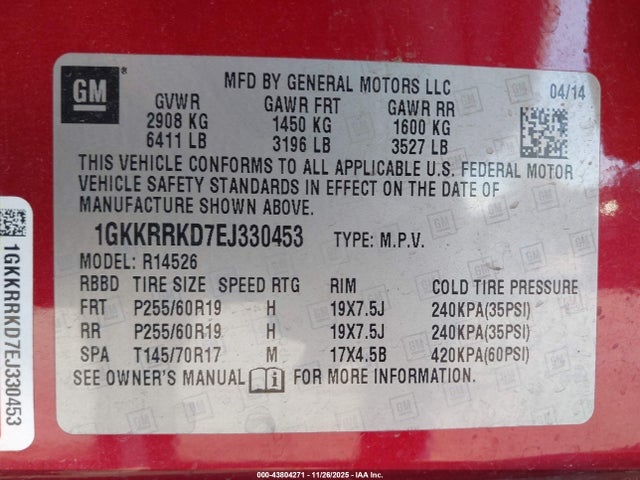 GM
MFD BY GENERAL MOTORS LLC
04/14
GVWR GAWR FRT GAWR RR
2908 KG 1450 KG 1600 KG
6411 LB 3196 LB 3527 LB
THIS VEHICLE CONFORMS TO ALL APPLICABLE U.S. FEDERAL MOTOR
VEHICLE SAFETY STANDARDS IN EFFECT ON THE DATE OF
MANUFACTURE SHOWN ABOVE.
1GKKRRKD7EJ330453 TYPE: M.P.V.
MODEL: R14526
RBBD TIRE SIZE SPEED RTG RIM COLD TIRE PRESSURE
FRT P255/60R19 H 19X7.5J 240KPA(35PSI)
RR P255/60R19 H 19X7.5J 240KPA(35PSI)
SPA T145/70R17 M 17X4.5B 420KPA(60PSI)
SEE OWNER'S MANUAL FOR MORE INFORMATION.
1GKKRRKD7EJ330453
000-43804271 - 11/26/2025 - IAA Inc.